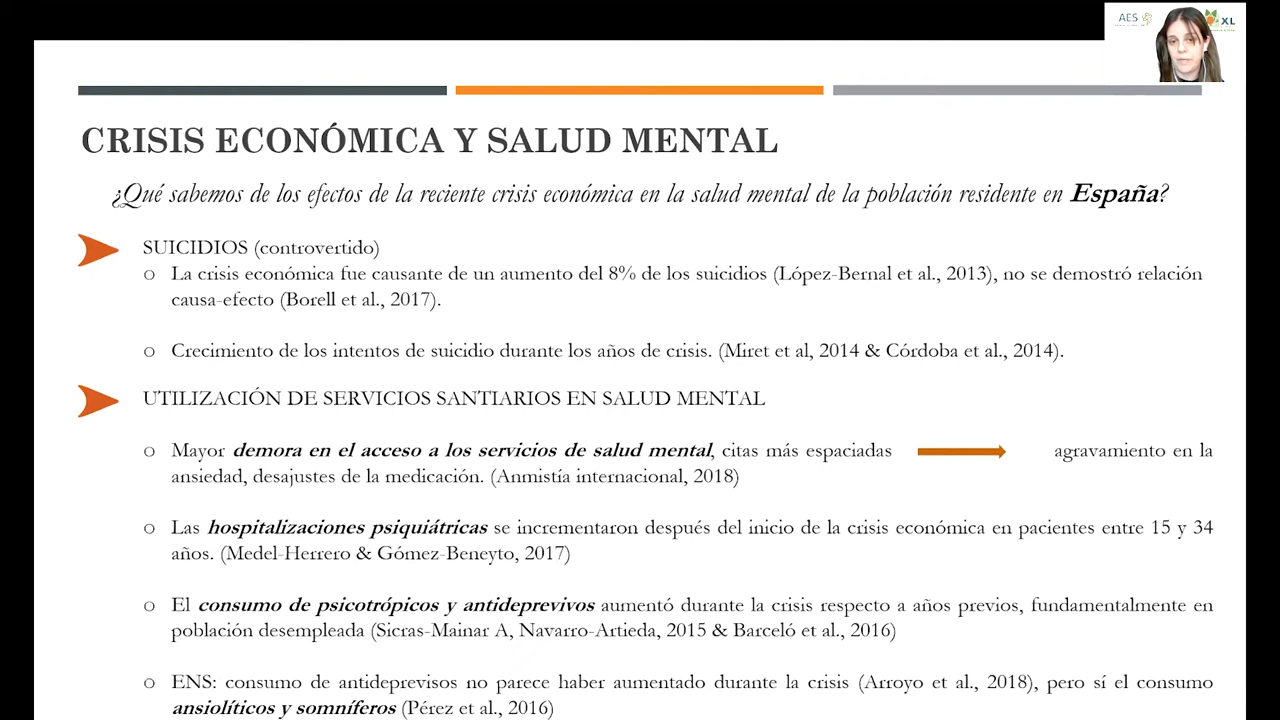 AES
XL
CRISIS ECONÓMICA Y SALUD MENTAL
¿Qué sabemos de los efectos de la reciente crisis económica en la salud mental de la población residente en España?
SUICIDIOS (controvertido)
o La crisis económica fue causante de un aumento del 8% de los suicidios (López-Bernal et al., 2013), no se demostró relación
causa-efecto (Borell et al., 2017).
o Crecimiento de los intentos de suicidio durante los años de crisis. (Miret et al, 2014 & Córdoba et al., 2014).
UTILIZACIÓN DE SERVICIOS SANTIARIOS EN SALUD MENTAL
o Mayor demora en el acceso a los servicios de salud mental, citas más espaciadas agravamiento en la
ansiedad, desajustes de la medicación. (Anmistía internacional, 2018)
o Las hospitalizaciones psiquiátricas se incrementaron después del inicio de la crisis económica en pacientes entre 15 y 34
años. (Medel-Herrero & Gómez-Beneyto, 2017)
o El consumo de psicotrópicos y antideprevivos aumentó durante la crisis respecto a años previos, fundamentalmente en
población desempleada (Sicras-Mainar A, Navarro-Artieda, 2015 & Barceló et al., 2016)
o ENS: consumo de antideprevisos no parece haber aumentado durante la crisis (Arroyo et al., 2018), pero sí el consumo
ansiolíticos y somníferos (Pérez et al., 2016)